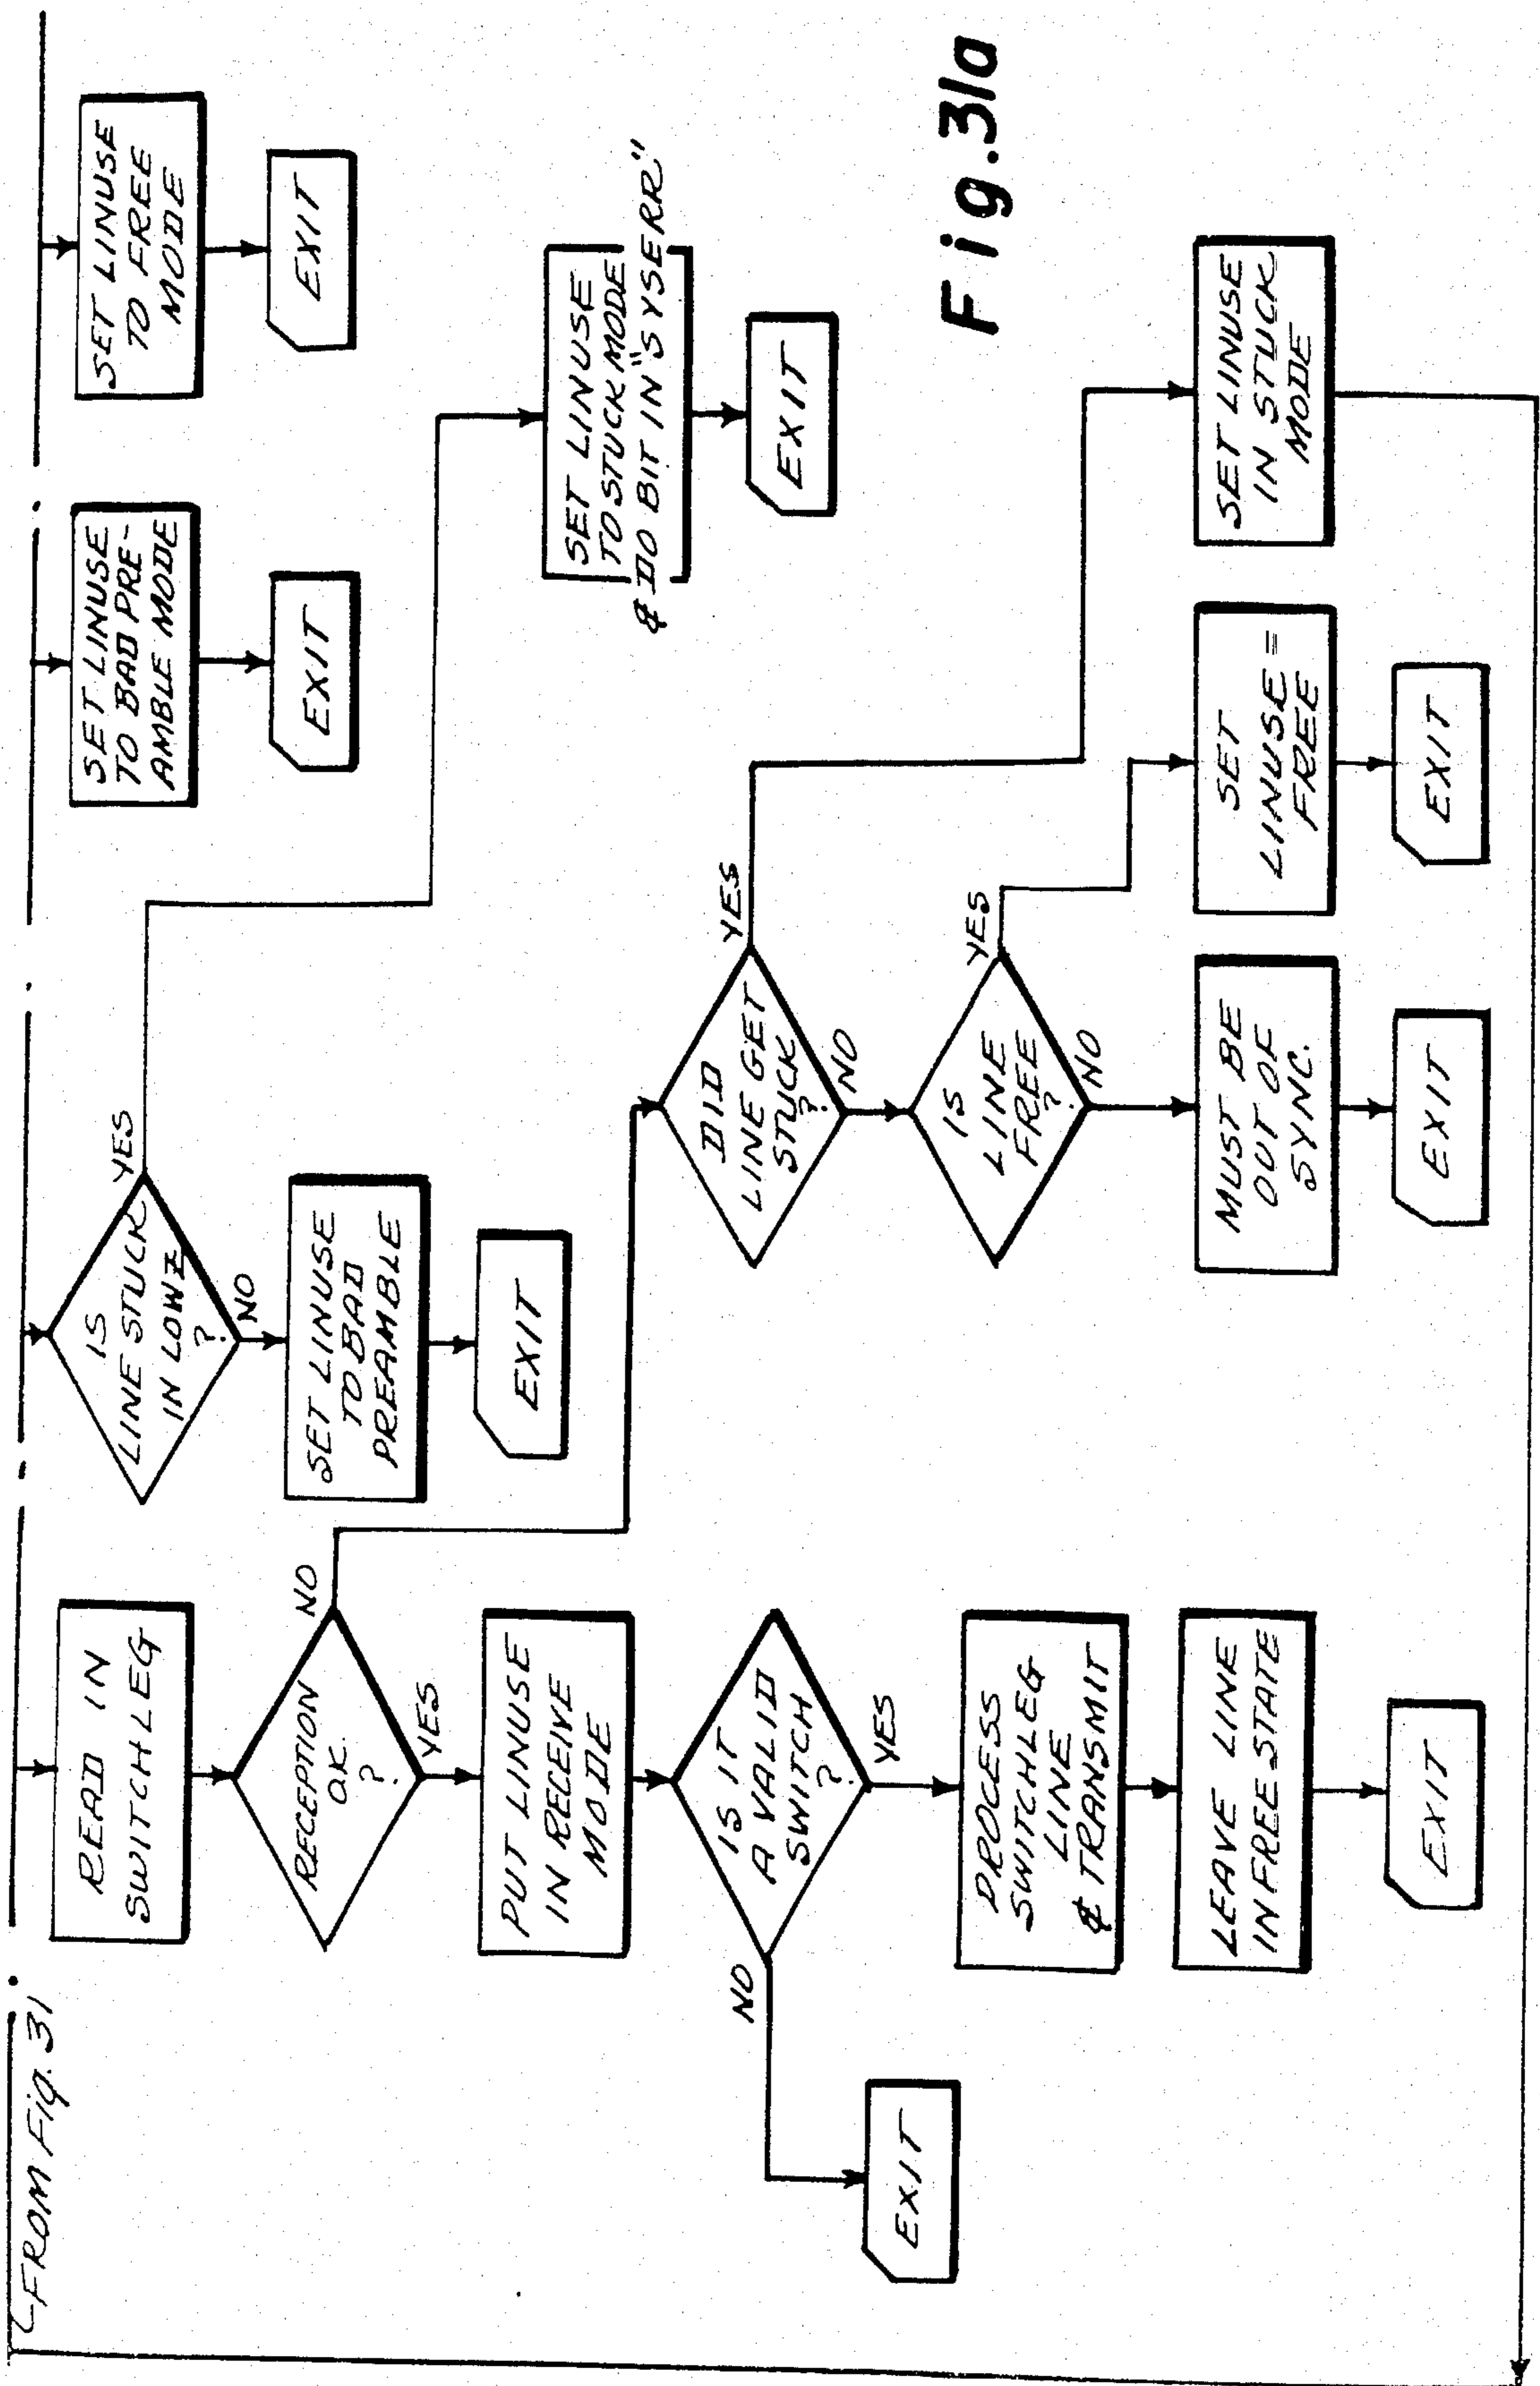 FROM Fig. 31
READ IN
SWITCHLEG
RECEPTION
O.K.
?
NO
YES
PUT LINUSE
IN RECEIVE
MODE
IS IT
A VALID
SWITCH
?
NO
YES
EXIT
PROCESS
SWITCHLEG
LINE
& TRANSMIT
LEAVE LINE
IN FREE STATE
EXIT
IS
LINE STUCK
IN LOW Z
?
YES
NO
SET LINUSE
TO BAD
PREAMBLE
EXIT
DID
LINE GET
STUCK
?
YES
NO
IS
LINE
FREE
?
YES
NO
MUST BE
OUT OF
SYNC.
EXIT
SET
LINUSE =
FREE
EXIT
SET LINUSE
IN STUCK
MODE
SET LINUSE
TO BAD PRE-
AMBLE MODE
EXIT
SET LINUSE
TO FREE
MODE
EXIT
SET LINUSE
TO STUCK MODE
& DO BIT IN "SYSERR"
EXIT
Fig. 31a